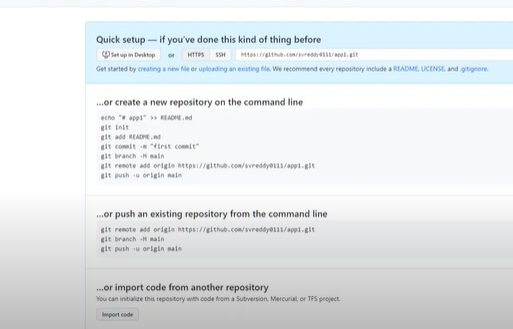 Quick setup — if you've done this kind of thing before
Set up in Desktop or HTTPS SSH https://github.com/svreddy0111/app1.git
Get started by creating a new file or uploading an existing file. We recommend every repository include a README, LICENSE, and .gitignore.
...or create a new repository on the command line
echo "# app1" >> README.md
git init
git add README.md
git commit -m "first commit"
git branch -M main
git remote add origin https://github.com/svreddy0111/app1.git
git push -u origin main
...or push an existing repository from the command line
git remote add origin https://github.com/svreddy0111/app1.git
git branch -M main
git push -u origin main
...or import code from another repository
You can initialize this repository with code from a Subversion, Mercurial, or TFS project.
Import code